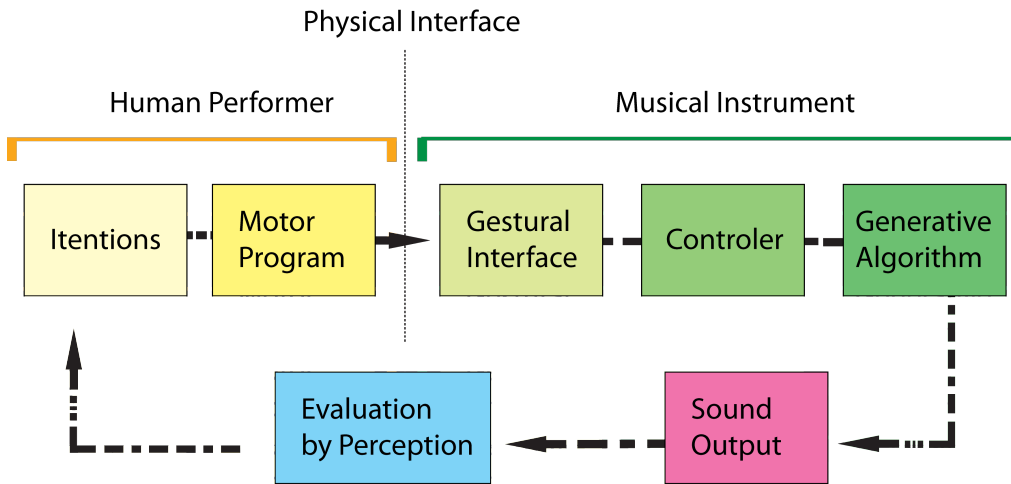 Physical Interface
Human Performer
Musical Instrument
Itentions
Motor
Program
Gestural
Interface
Controler
Generative
Algorithm
Evaluation
by Perception
Sound
Output